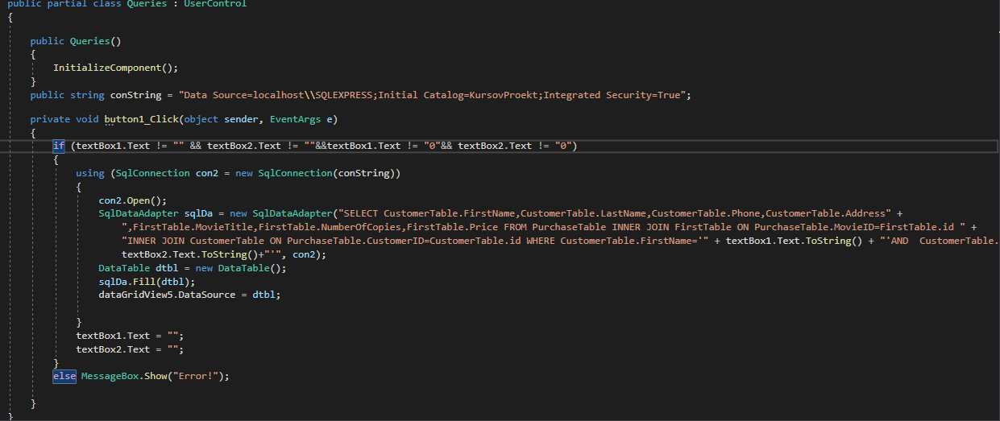 public partial class Queries : UserControl
{
public Queries()
{
InitializeComponent();
}
public string conString = "Data Source=localhost\\SQLEXPRESS;Initial Catalog=KursovProekt;Integrated Security=True";
private void button1_Click(object sender, EventArgs e)
{
if (textBox1.Text != "" && textBox2.Text != ""&&textBox1.Text != "0"&& textBox2.Text != "0")
{
using (SqlConnection con2 = new SqlConnection(conString))
{
con2.Open();
SqlDataAdapter sqlDa = new SqlDataAdapter("SELECT CustomerTable.FirstName,CustomerTable.LastName,CustomerTable.Phone,CustomerTable.Address" +
",FirstTable.MovieTitle,FirstTable.NumberOfCopies,FirstTable.Price FROM PurchaseTable INNER JOIN FirstTable ON PurchaseTable.MovieID=FirstTable.id " +
"INNER JOIN CustomerTable ON PurchaseTable.CustomerID=CustomerTable.id WHERE CustomerTable.FirstName='" + textBox1.Text.ToString() + "'AND  CustomerTable.
textBox2.Text.ToString()+"'", con2);
DataTable dtbl = new DataTable();
sqlDa.Fill(dtbl);
dataGridView5.DataSource = dtbl;
}
textBox1.Text = "";
textBox2.Text = "";
}
else MessageBox.Show("Error!");
}
}